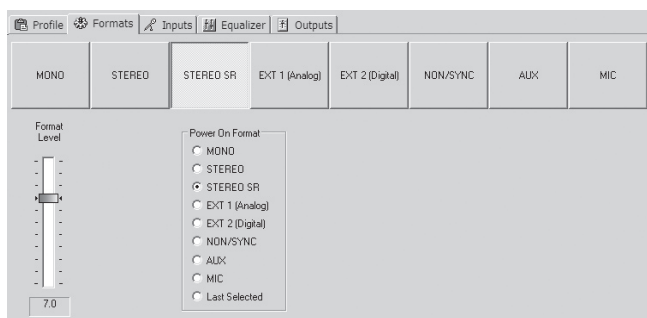 Profile Formats Inputs Equalizer Outputs
MONO STEREO STEREO SR EXT 1 (Analog) EXT 2 (Digital) NON/SYNC AUX MIC
Format
Level
7.0
Power On Format
MONO
STEREO
STEREO SR
EXT 1 (Analog)
EXT 2 (Digital)
NON/SYNC
AUX
MIC
Last Selected